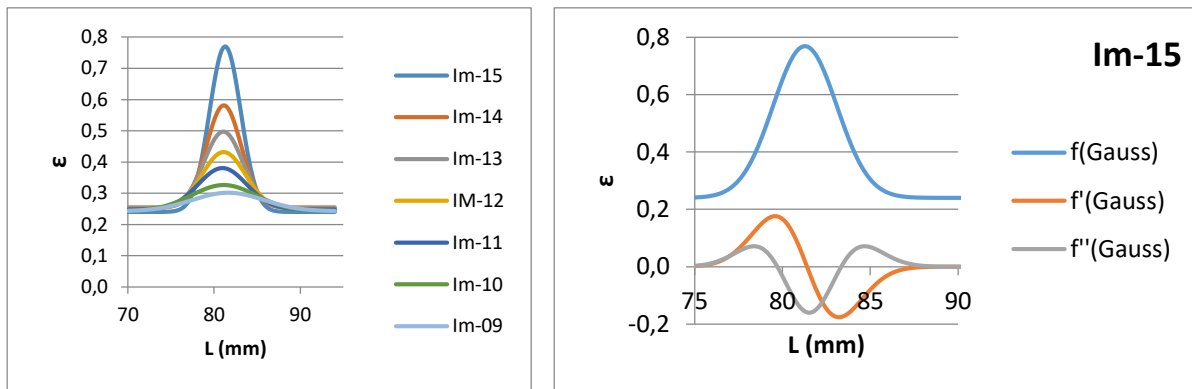 ε
0,8
0,7
0,6
0,5
0,4
0,3
0,2
0,1
0,0
70 80 90
L (mm)
Im-15
Im-14
Im-13
IM-12
Im-11
Im-10
Im-09
ε
Im-15
0,8
0,6
0,4
0,2
0,0
-0,2
75 80 85 90
L (mm)
ε
f(Gauss)
f'(Gauss)
f''(Gauss)